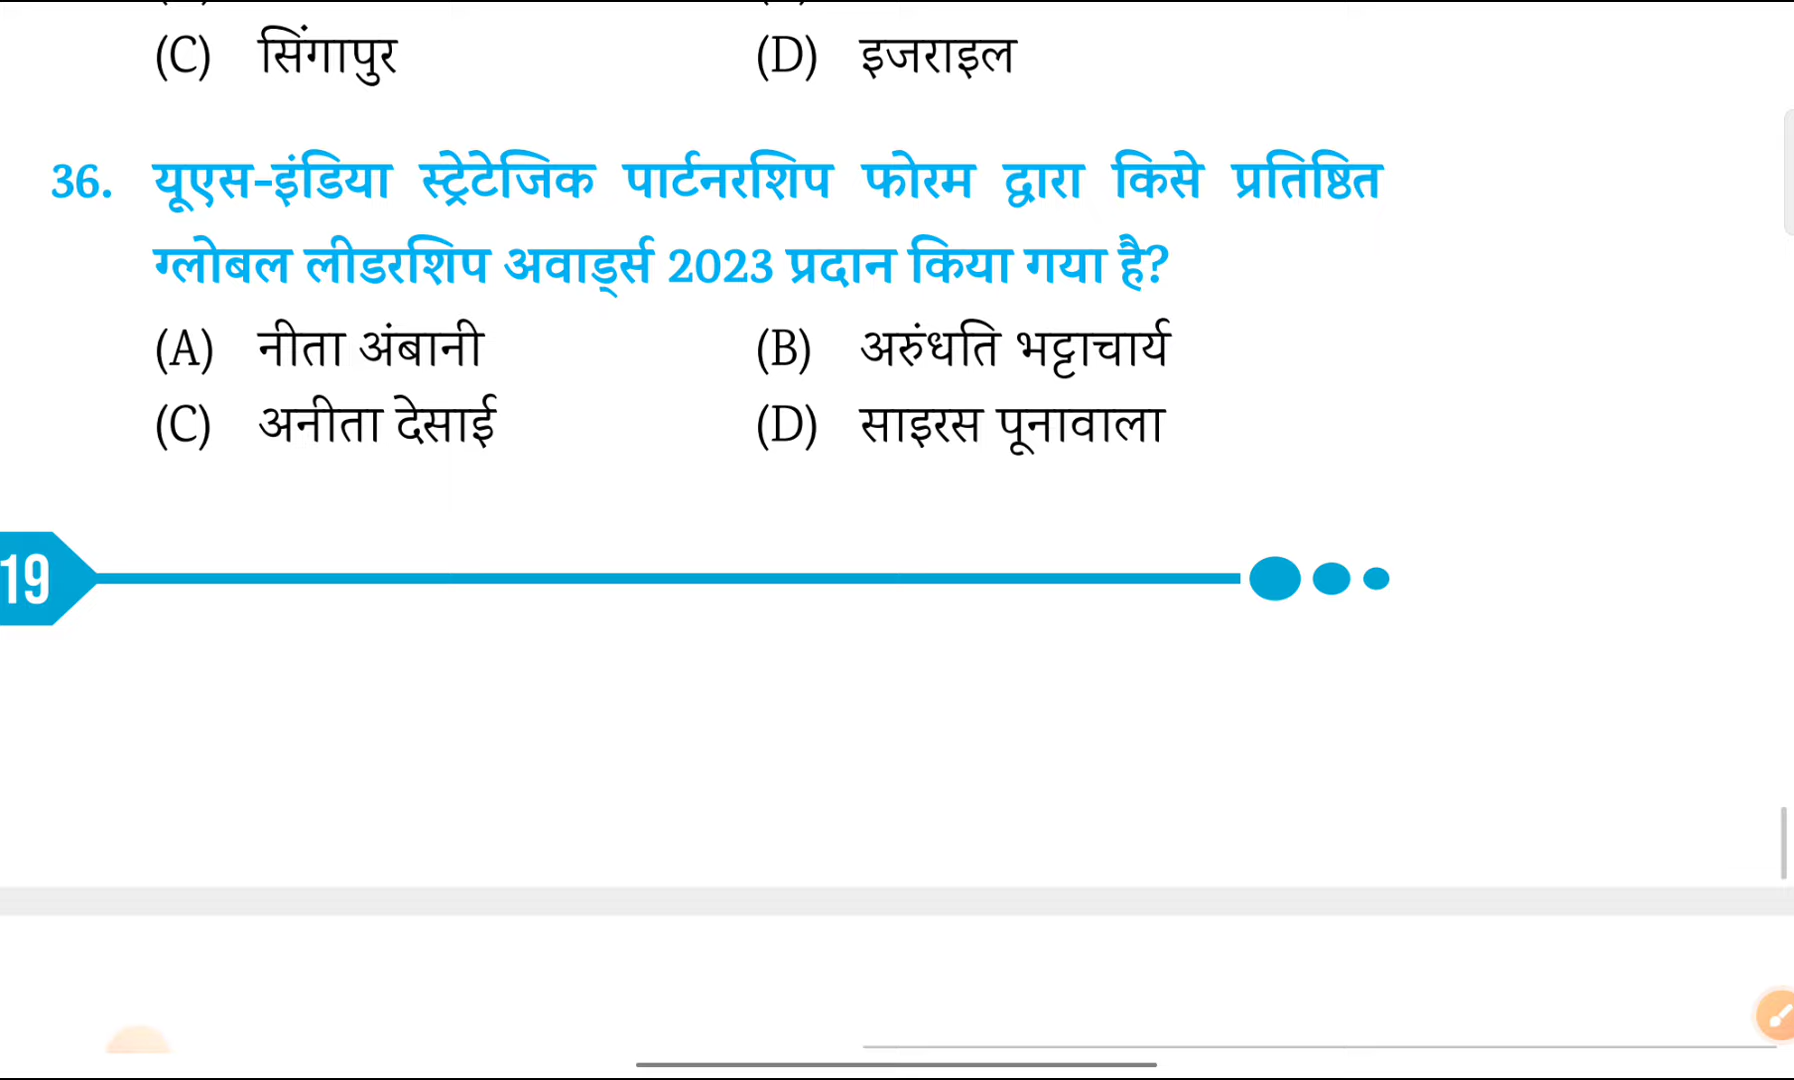 (C) सिंगापुर (D) इजराइल
36. यूएस-इंडिया स्ट्रेटेजिक पार्टनरशिप फोरम द्वारा किसे प्रतिष्ठित
ग्लोबल लीडरशिप अवार्ड्स 2023 प्रदान किया गया है?
(A) नीता अंबानी (B) अरुंधति भट्टाचार्य
(C) अनीता देसाई (D) साइरस पूनावाला
19